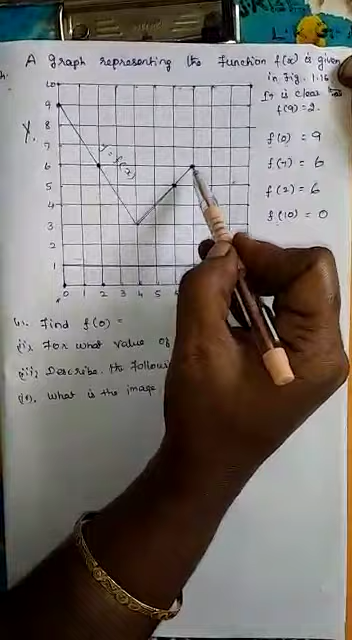 A graph representing the function f(x) is given
in Fig. 1.16
It is clear that
f(9)=2.
f(0) = 9
f(7) = 6
f(2) = 6
f(10) = 0
10
9
Y.
8
y = f(x)
7
6
5
4
3
2
1
0 1 2 3 4 5
(i). Find f(0) =
(ii). For what value of
(iii). Describe the followi
(iv). What is the image